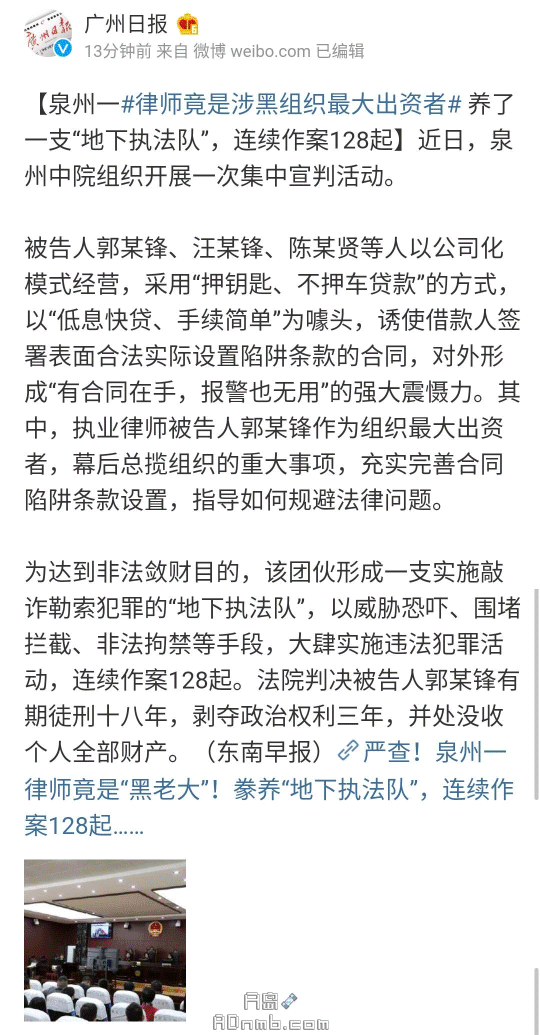 广州日报
13分钟前 来自 微博 weibo.com 已编辑
【泉州一#律师竟是涉黑组织最大出资者# 养了
一支“地下执法队”，连续作案128起】近日，泉
州中院组织开展一次集中宣判活动。
被告人郭某锋、汪某锋、陈某贤等人以公司化
模式经营，采用“押钥匙、不押车贷款”的方式，
以“低息快贷、手续简单”为噱头，诱使借款人签
署表面合法实际设置陷阱条款的合同，对外形
成“有合同在手，报警也无用”的强大震慑力。其
中，执业律师被告人郭某锋作为组织最大出资
者，幕后总揽组织的重大事项，充实完善合同
陷阱条款设置，指导如何规避法律问题。
为达到非法敛财目的，该团伙形成一支实施敲
诈勒索犯罪的“地下执法队”，以威胁恐吓、围堵
拦截、非法拘禁等手段，大肆实施违法犯罪活
动，连续作案128起。法院判决被告人郭某锋有
期徒刑十八年，剥夺政治权利三年，并处没收
个人全部财产。（东南早报）严查！泉州一
律师竟是“黑老大”！豢养“地下执法队”，连续作
案128起......
A岛
ADnmb.com